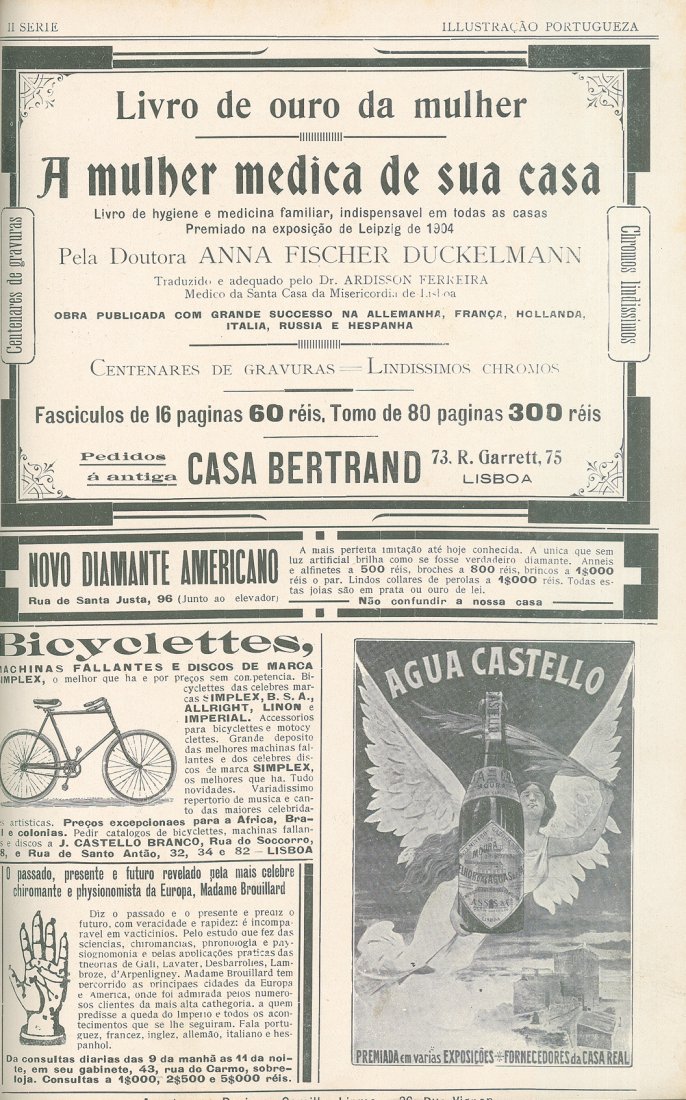 II SERIE
ILLUSTRAÇÃO PORTUGUEZA
Livro de ouro da mulher
A mulher medica de sua casa
Livro de hygiene e medicina familiar, indispensavel em todas as casas
Premiado na exposição de Leipzig de 1904
Pela Doutora ANNA FISCHER DUCKELMANN
Traduzido e adequado pelo Dr. ARDISSON FERREIRA
Medico da Santa Casa da Misericordia de Lisboa
OBRA PUBLICADA COM GRANDE SUCCESSO NA ALLEMANHA, FRANÇA, HOLLANDA,
ITALIA, RUSSIA E HESPANHA
CENTENARES DE GRAVURAS = LINDISSIMOS CHROMOS
Fasciculos de 16 paginas 60 réis, Tomo de 80 paginas 300 réis
Pedidos
á antiga
CASA BERTRAND
73. R. Garrett, 75
LISBOA
Centenares de gravuras
Chromos lindissimos
NOVO DIAMANTE AMERICANO
Rua de Santa Justa, 96 (Junto ao elevador)
A mais perfeita imitação até hoje conhecida. A unica que sem
luz artificial brilha como se fosse verdadeiro diamante. Anneis
e alfinetes a 500 réis, broches a 800 réis, brincos a 1$000
réis o par. Lindos collares de perolas a 1$000 réis. Todas es-
tas joias são em prata ou ouro de lei.
Não confundir a nossa casa
Bicyclettes,
MACHINAS FALLANTES E DISCOS DE MARCA
SIMPLEX, o melhor que ha e por preços sem competencia. Bi-
cyclettes das celebres mar-
cas SIMPLEX, B. S. A.,
ALLRIGHT, LINON e
IMPERIAL. Accessorios
para bicyclettes e motocy
clettes. Grande deposito
das melhores machinas fal-
lantes e dos celebres dis-
cos de marca SIMPLEX,
os melhores que ha. Tudo
novidades. Variadissimo
repertorio de musica e can-
to das maiores celebrida-
s artisticas. Preços excepcionaes para a Africa, Bra-
l e colonias. Pedir catalogos de bicyclettes, machinas fallan-
s e discos a J. CASTELLO BRANCO, Rua do Soccorro,
8, e Rua de Santo Antão, 32, 34 e 82 — LISBOA
O passado, presente e futuro revelado pela mais celebre
chiromante e physionomista da Europa, Madame Brouillard
Diz o passado e o presente e prediz o
futuro, com veracidade e rapidez: é incompa-
ravel em vacticinios. Pelo estudo que fez das
sciencias, chiromancias, phronologia e phy-
siognomonia e pelas applicações praticas das
theorias de Gall, Lavater, Desbarrolles, Lam-
broze, d'Arpenligney. Madame Brouillard tem
percorrido as principaes cidades da Europa
e America, onde foi admirada pelos numero-
sos clientes da mais alta cathegoria, a quem
predisse a queda do Imperio e todos os acon-
tecimentos que se lhe seguiram. Fala portu-
guez, francez, inglez, allemão, italiano e hes-
panhol.
Da consultas diarias das 9 da manhã as 11 da noi-
te, em seu gabinete, 43, rua do Carmo, sobre-
loja. Consultas a 1$000, 2$500 e 5$000 réis.
AGUA CASTELLO
MOURA
ASSIS & Cª
LISBOA
PREMIADA em varias EXPOSIÇÕES * FORNECEDORES da CASA REAL